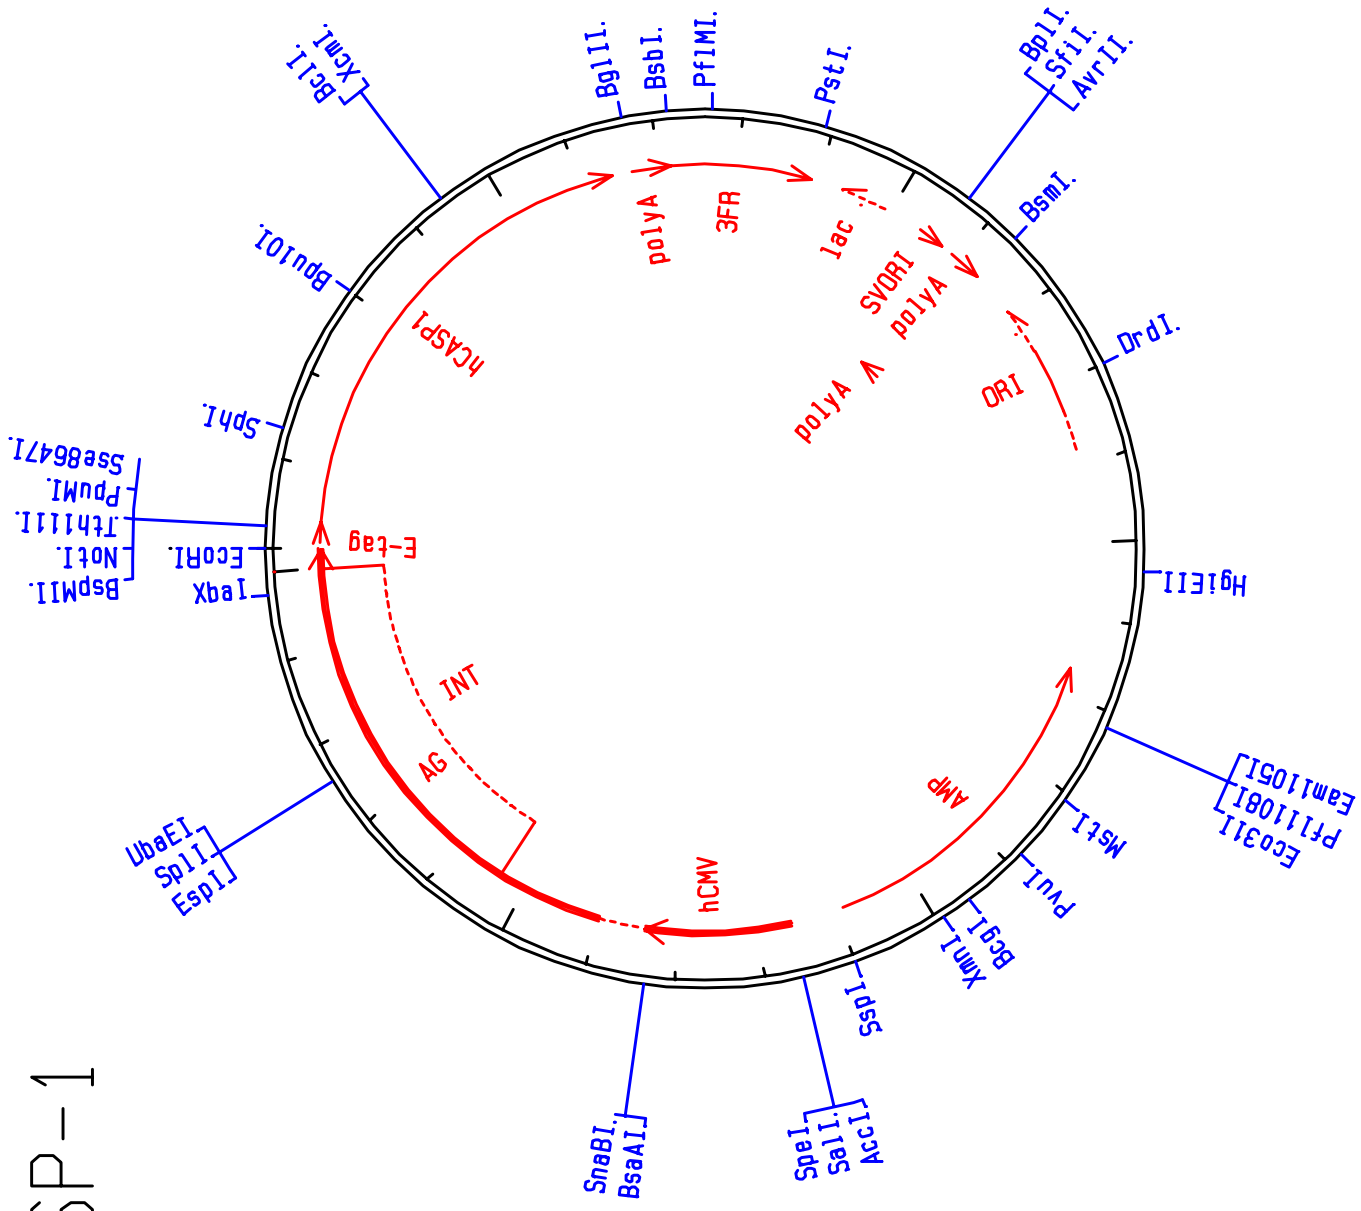 BglII.
BsbI.
PflMI.
PstI.
BplI.
SfiI.
AvrII.
BsmI.
DrdI.
HgiEII
Eam1105I
Pfl1108I
Eco31I
MstI
PvuI
BcgI
XmnI
SspI
AccI.
SalI.
SpeI
BsaAI.
SnaBI.
EspI.
SplI.
UbaEI.
XbaI
EcoRI.
BspMII.
NotI.
Tth111I.
PpuMI.
Sse8647I.
SphI.
Bpu10I.
BclI.
XcmI.
polyA
3FR
lac
SVORI
polyA
polyA
ORI
AMP
hCMV
AG
INT
E-tag
hCASP1
SP-1